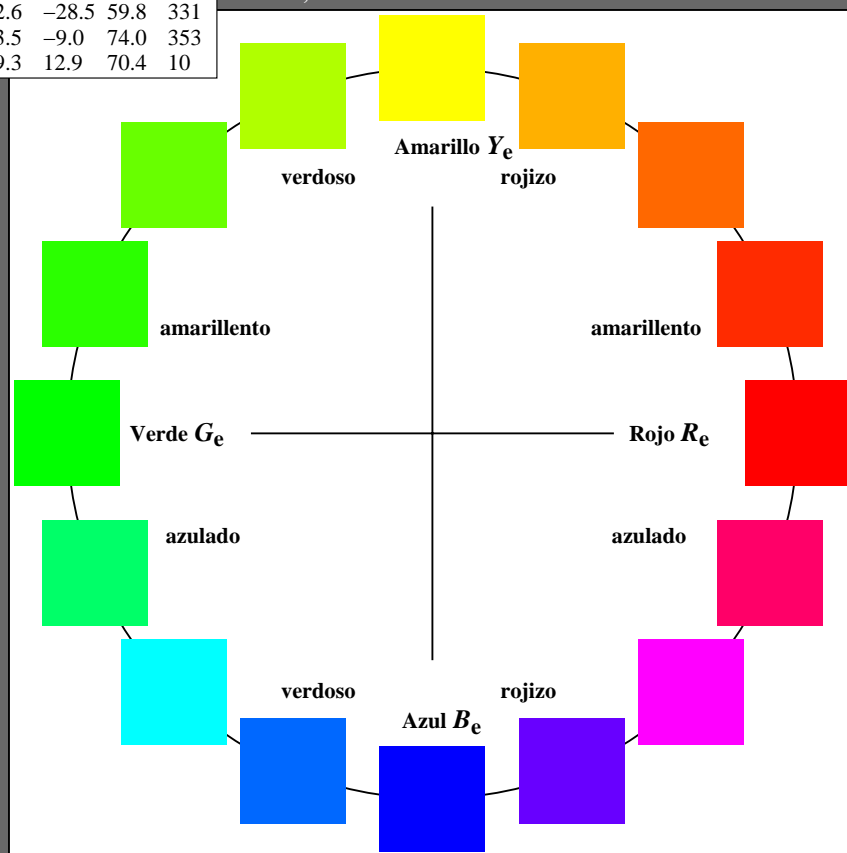 −28.5 59.8 331
−9.0 74.0 353
12.9 70.4 10
Amarillo Yₑ
verdoso rojizo
amarillento amarillento
Verde Gₑ Rojo Rₑ
azulado azulado
verdoso rojizo
Azul Bₑ